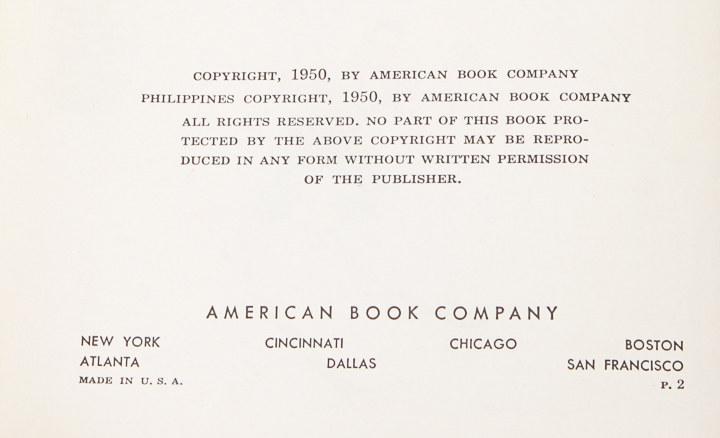 COPYRIGHT, 1950, BY AMERICAN BOOK COMPANY
PHILIPPINES COPYRIGHT, 1950, BY AMERICAN BOOK COMPANY
ALL RIGHTS RESERVED. NO PART OF THIS BOOK PRO-
TECTED BY THE ABOVE COPYRIGHT MAY BE REPRO-
DUCED IN ANY FORM WITHOUT WRITTEN PERMISSION
OF THE PUBLISHER.
AMERICAN BOOK COMPANY
NEW YORK CINCINNATI CHICAGO BOSTON
ATLANTA DALLAS SAN FRANCISCO
MADE IN U. S. A. P. 2